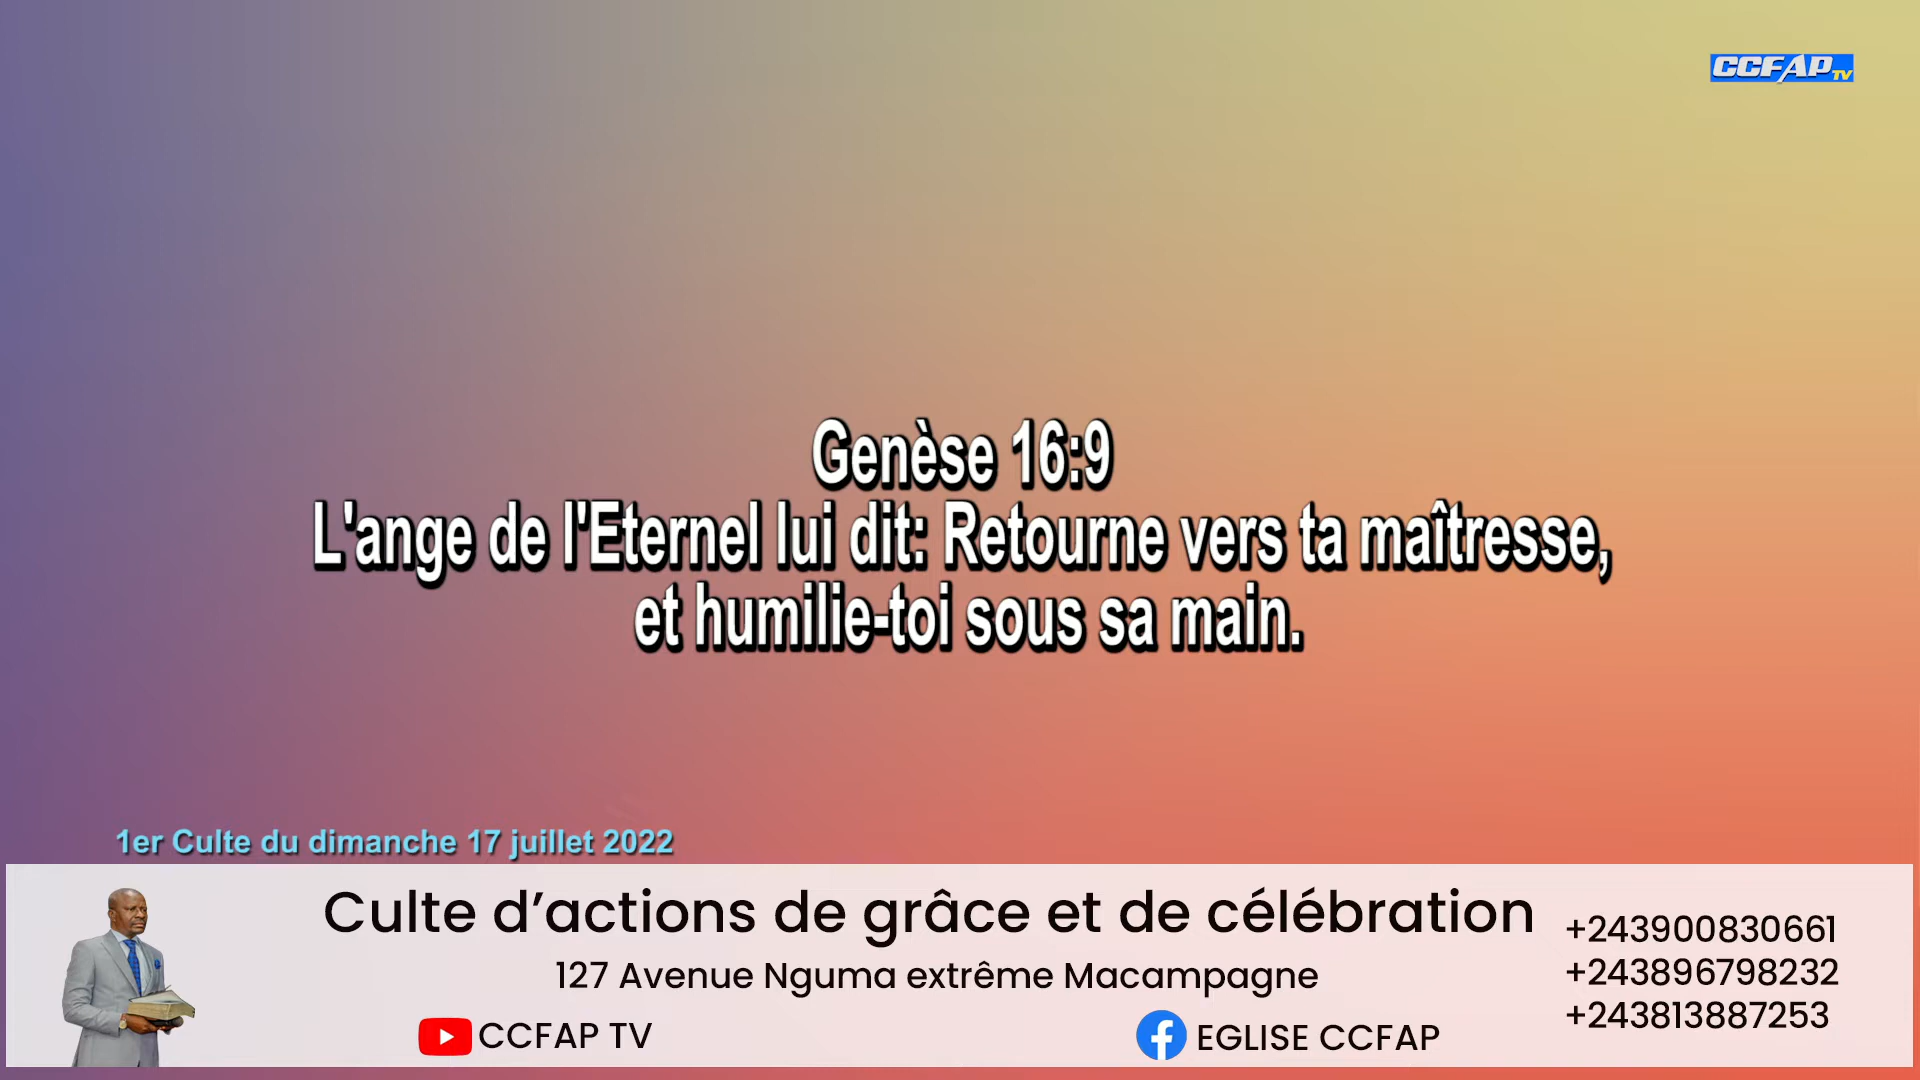 CCFAP TV
Genèse 16:9
L'ange de l'Eternel lui dit: Retourne vers ta maîtresse,
et humilie-toi sous sa main.
1er Culte du dimanche 17 juillet 2022
Culte d’actions de grâce et de célébration
127 Avenue Nguma extrême Macampagne
CCFAP TV
EGLISE CCFAP
+243900830661
+243896798232
+243813887253